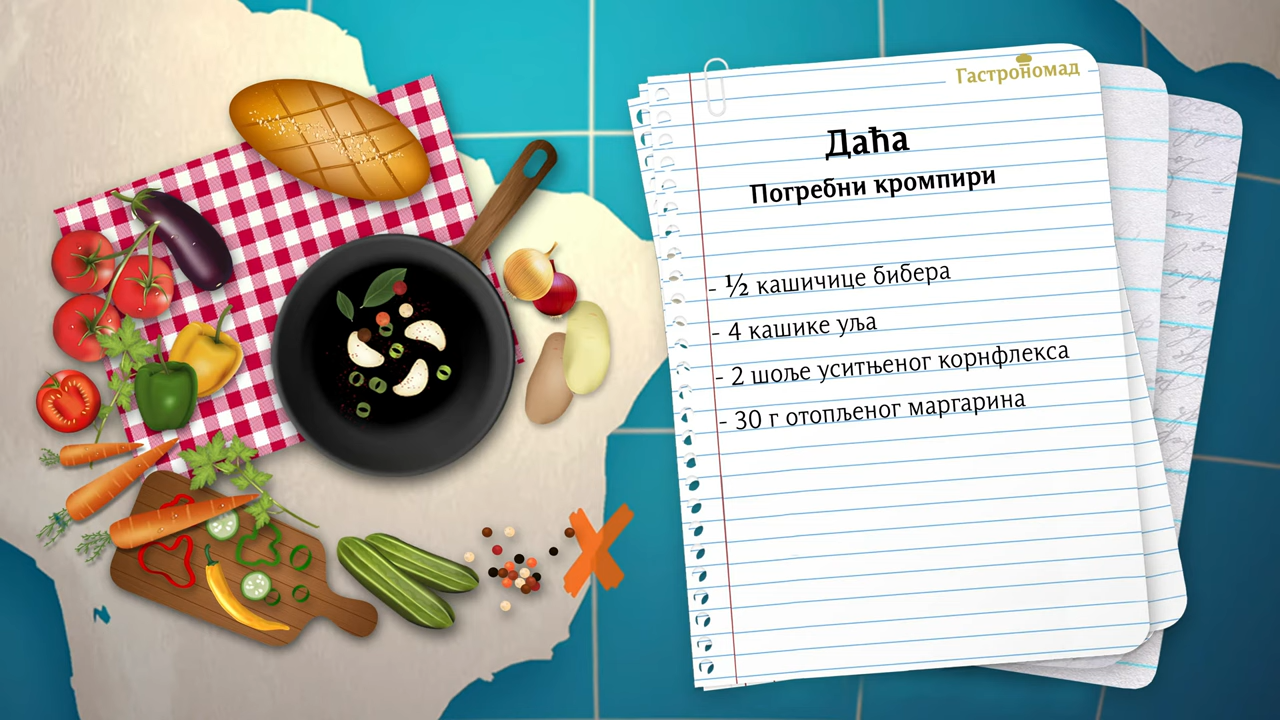 Гастрономад
Даћа
Погребни кромпири
- ½ кашичице бибера
- 4 кашике уља
- 2 шоље уситњеног корнфлекса
- 30 г отопљеног маргарина